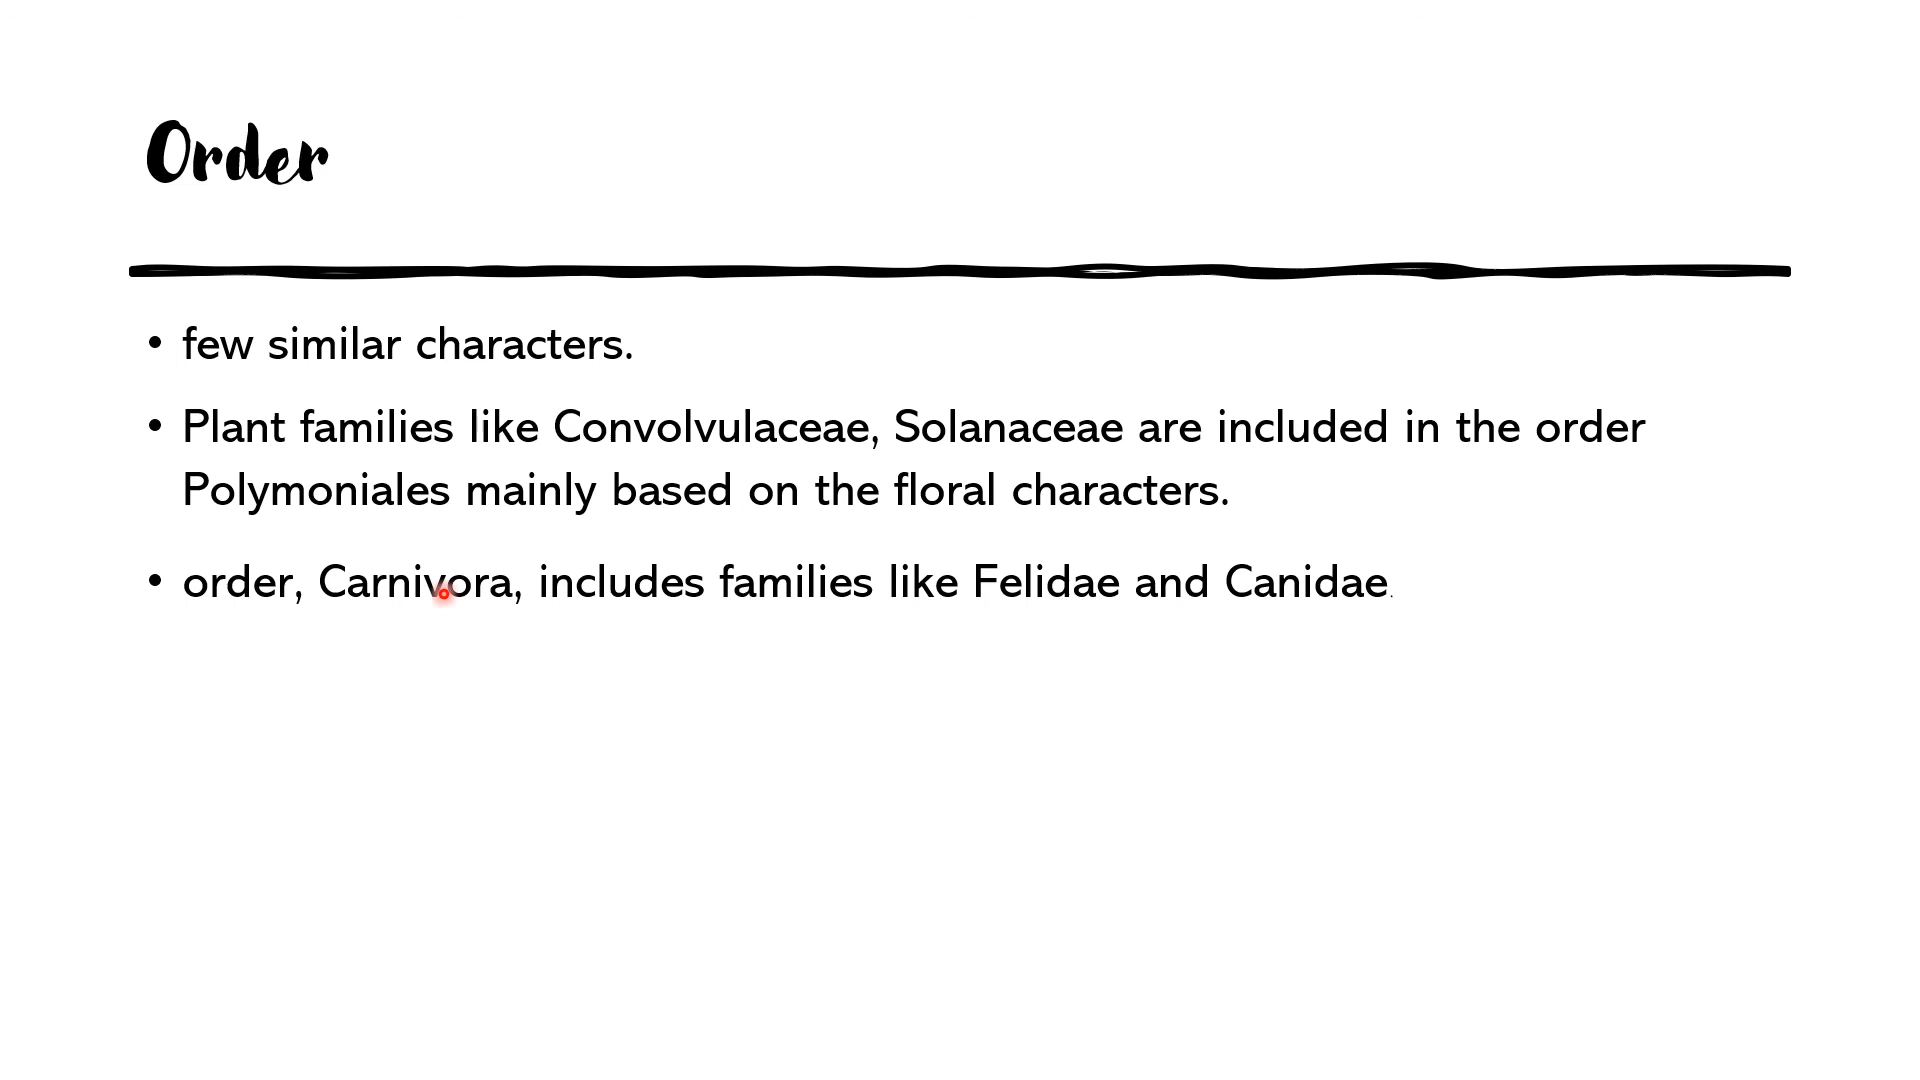 Order
• few similar characters.
• Plant families like Convolvulaceae, Solanaceae are included in the order
Polymoniales mainly based on the floral characters.
• order, Carnivora, includes families like Felidae and Canidae.